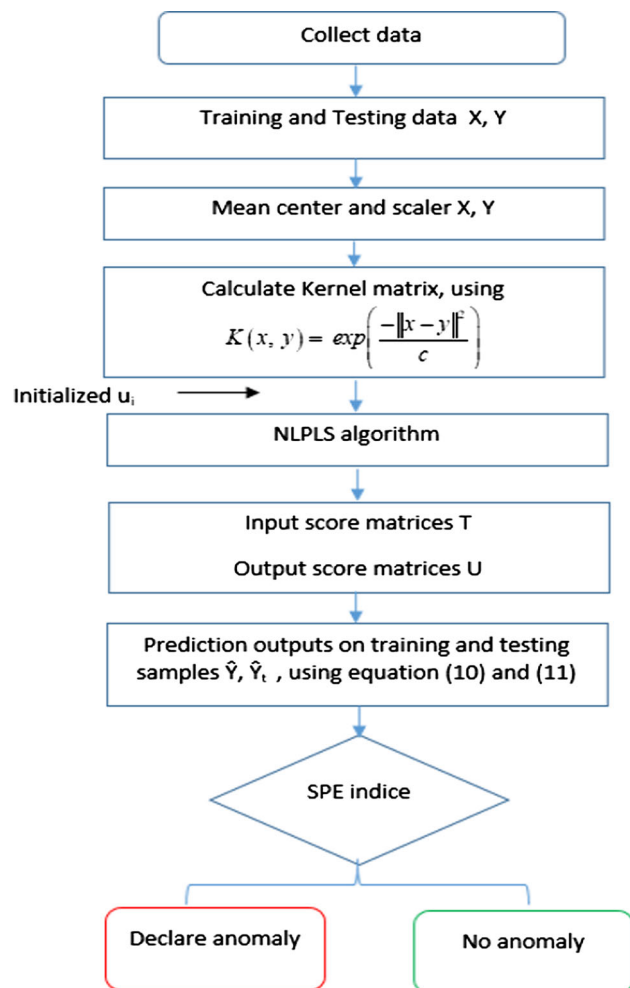 Collect data
Training and Testing data X, Y
Mean center and scaler X, Y
Calculate Kernel matrix, using
K(x, y) = exp(−‖x − y‖² / c)
Initialized uᵢ
NLPLS algorithm
Input score matrices T
Output score matrices U
Prediction outputs on training and testing
samples Ŷ, Ŷₜ , using equation (10) and (11)
SPE indice
Declare anomaly
No anomaly